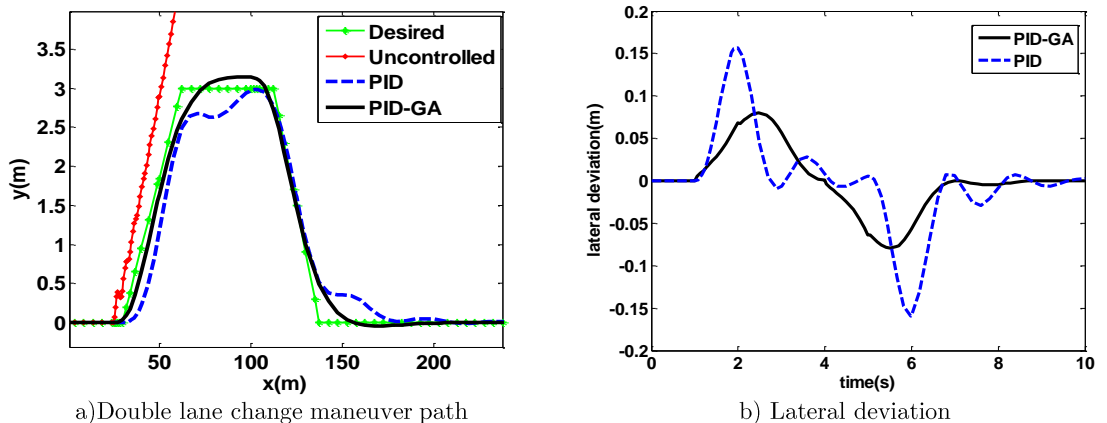 3.5
3
2.5
2
1.5
1
0.5
0
y(m)
50 100 150 200
x(m)
Desired
Uncontrolled
PID
PID-GA
a)Double lane change maneuver path
0.2
0.15
0.1
0.05
0
-0.05
-0.1
-0.15
-0.2
lateral deviation(m)
0 2 4 6 8 10
time(s)
PID-GA
PID
b) Lateral deviation